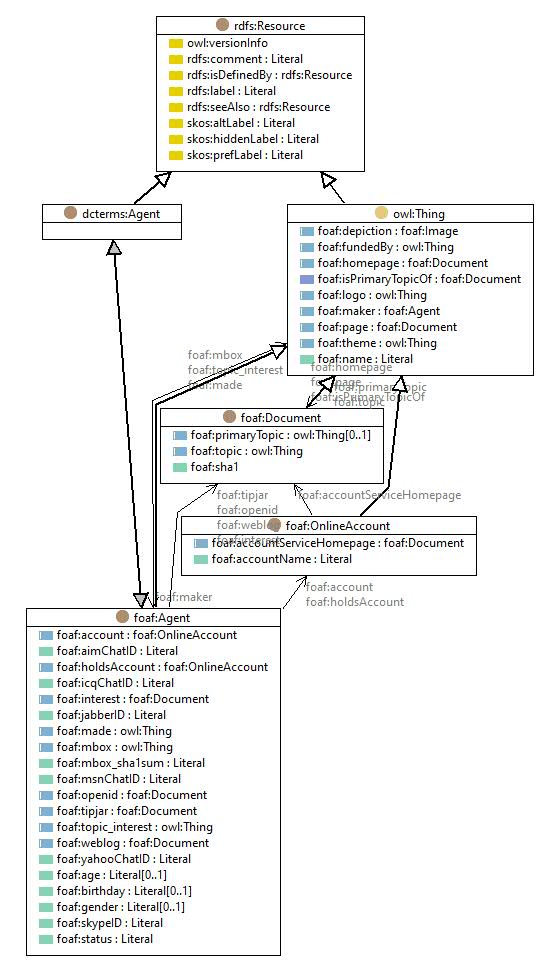 rdfs:Resource
owl:versionInfo
rdfs:comment : Literal
rdfs:isDefinedBy : rdfs:Resource
rdfs:label : Literal
rdfs:seeAlso : rdfs:Resource
skos:altLabel : Literal
skos:hiddenLabel : Literal
skos:prefLabel : Literal
dcterms:Agent
owl:Thing
foaf:depiction : foaf:Image
foaf:fundedBy : owl:Thing
foaf:homepage : foaf:Document
foaf:isPrimaryTopicOf : foaf:Document
foaf:logo : owl:Thing
foaf:maker : foaf:Agent
foaf:page : foaf:Document
foaf:theme : owl:Thing
foaf:name : Literal
foaf:mbox
foaf:topic_interest
foaf:made
foaf:homepage
foaf:page
foaf:isPrimaryTopicOf
foaf:primaryTopic
foaf:topic
foaf:Document
foaf:primaryTopic : owl:Thing[0..1]
foaf:topic : owl:Thing
foaf:sha1
foaf:tipjar
foaf:openid
foaf:weblog
foaf:interest
foaf:accountServiceHomepage
foaf:OnlineAccount
foaf:accountServiceHomepage : foaf:Document
foaf:accountName : Literal
foaf:account
foaf:holdsAccount
foaf:maker
foaf:Agent
foaf:account : foaf:OnlineAccount
foaf:aimChatID : Literal
foaf:holdsAccount : foaf:OnlineAccount
foaf:icqChatID : Literal
foaf:interest : foaf:Document
foaf:jabberID : Literal
foaf:made : owl:Thing
foaf:mbox : owl:Thing
foaf:mbox_sha1sum : Literal
foaf:msnChatID : Literal
foaf:openid : foaf:Document
foaf:tipjar : foaf:Document
foaf:topic_interest : owl:Thing
foaf:weblog : foaf:Document
foaf:yahooChatID : Literal
foaf:age : Literal[0..1]
foaf:birthday : Literal[0..1]
foaf:gender : Literal[0..1]
foaf:skypeID : Literal
foaf:status : Literal